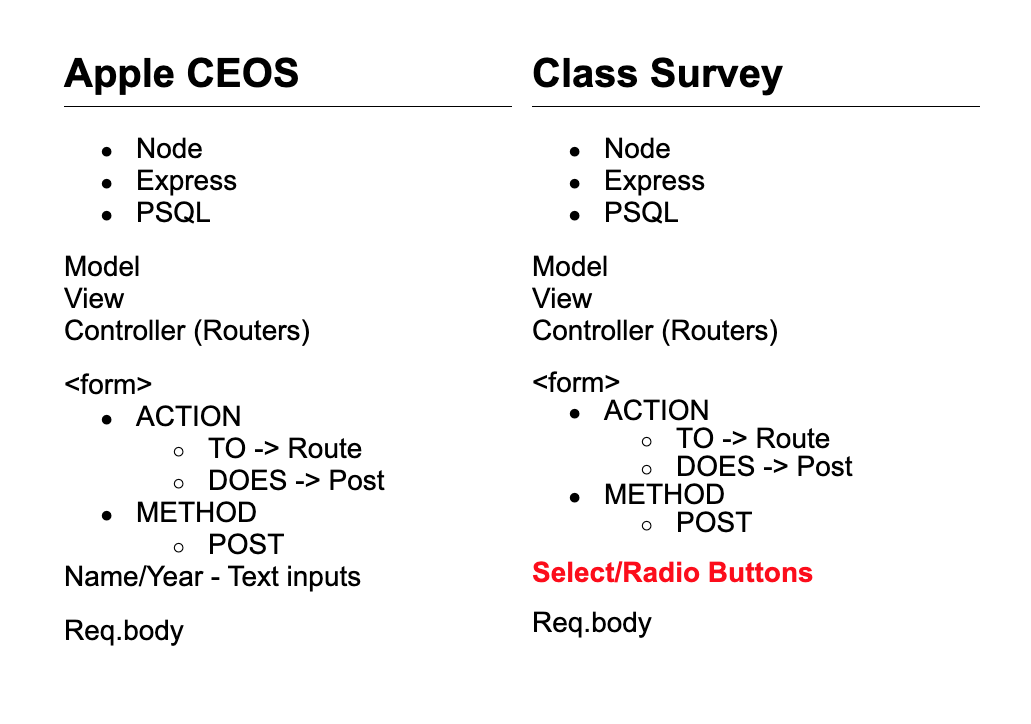 Apple CEOS
• Node
• Express
• PSQL
Model
View
Controller (Routers)
<form>
• ACTION
○ TO -> Route
○ DOES -> Post
• METHOD
○ POST
Name/Year - Text inputs
Req.body
Class Survey
• Node
• Express
• PSQL
Model
View
Controller (Routers)
<form>
• ACTION
○ TO -> Route
○ DOES -> Post
• METHOD
○ POST
Select/Radio Buttons
Req.body